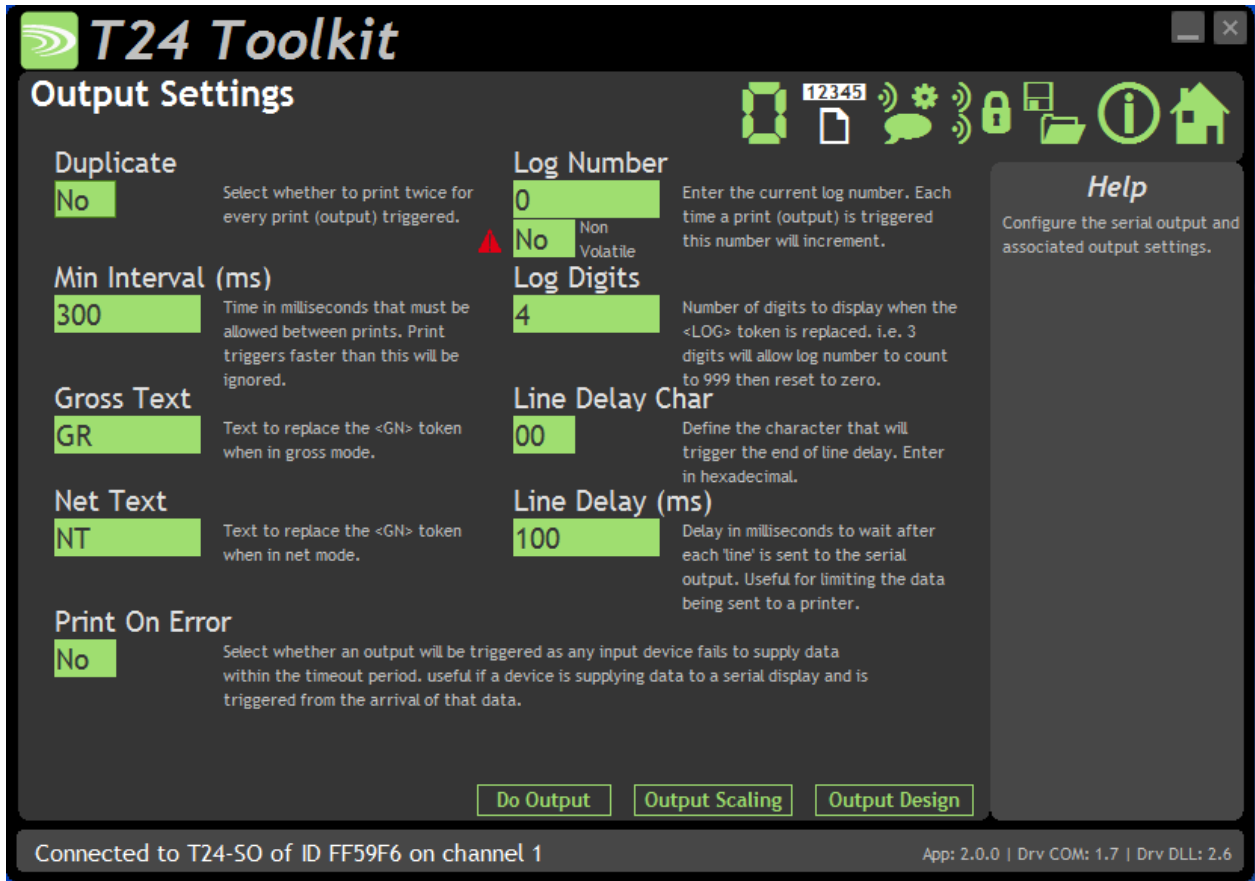 T24 Toolkit
Output Settings
12345
Duplicate
No
Select whether to print twice for
every print (output) triggered.
Log Number
0
No
Non
Volatile
Enter the current log number. Each
time a print (output) is triggered
this number will increment.
Min Interval (ms)
300
Time in milliseconds that must be
allowed between prints. Print
triggers faster than this will be
ignored.
Log Digits
4
Number of digits to display when the
<LOG> token is replaced. i.e. 3
digits will allow log number to count
to 999 then reset to zero.
Gross Text
GR
Text to replace the <GN> token
when in gross mode.
Line Delay Char
00
Define the character that will
trigger the end of line delay. Enter
in hexadecimal.
Net Text
NT
Text to replace the <GN> token
when in net mode.
Line Delay (ms)
100
Delay in milliseconds to wait after
each 'line' is sent to the serial
output. Useful for limiting the data
being sent to a printer.
Print On Error
No
Select whether an output will be triggered as any input device fails to supply data
within the timeout period. useful if a device is supplying data to a serial display and is
triggered from the arrival of that data.
Do Output
Output Scaling
Output Design
Help
Configure the serial output and
associated output settings.
Connected to T24-SO of ID FF59F6 on channel 1
App: 2.0.0 | Drv COM: 1.7 | Drv DLL: 2.6